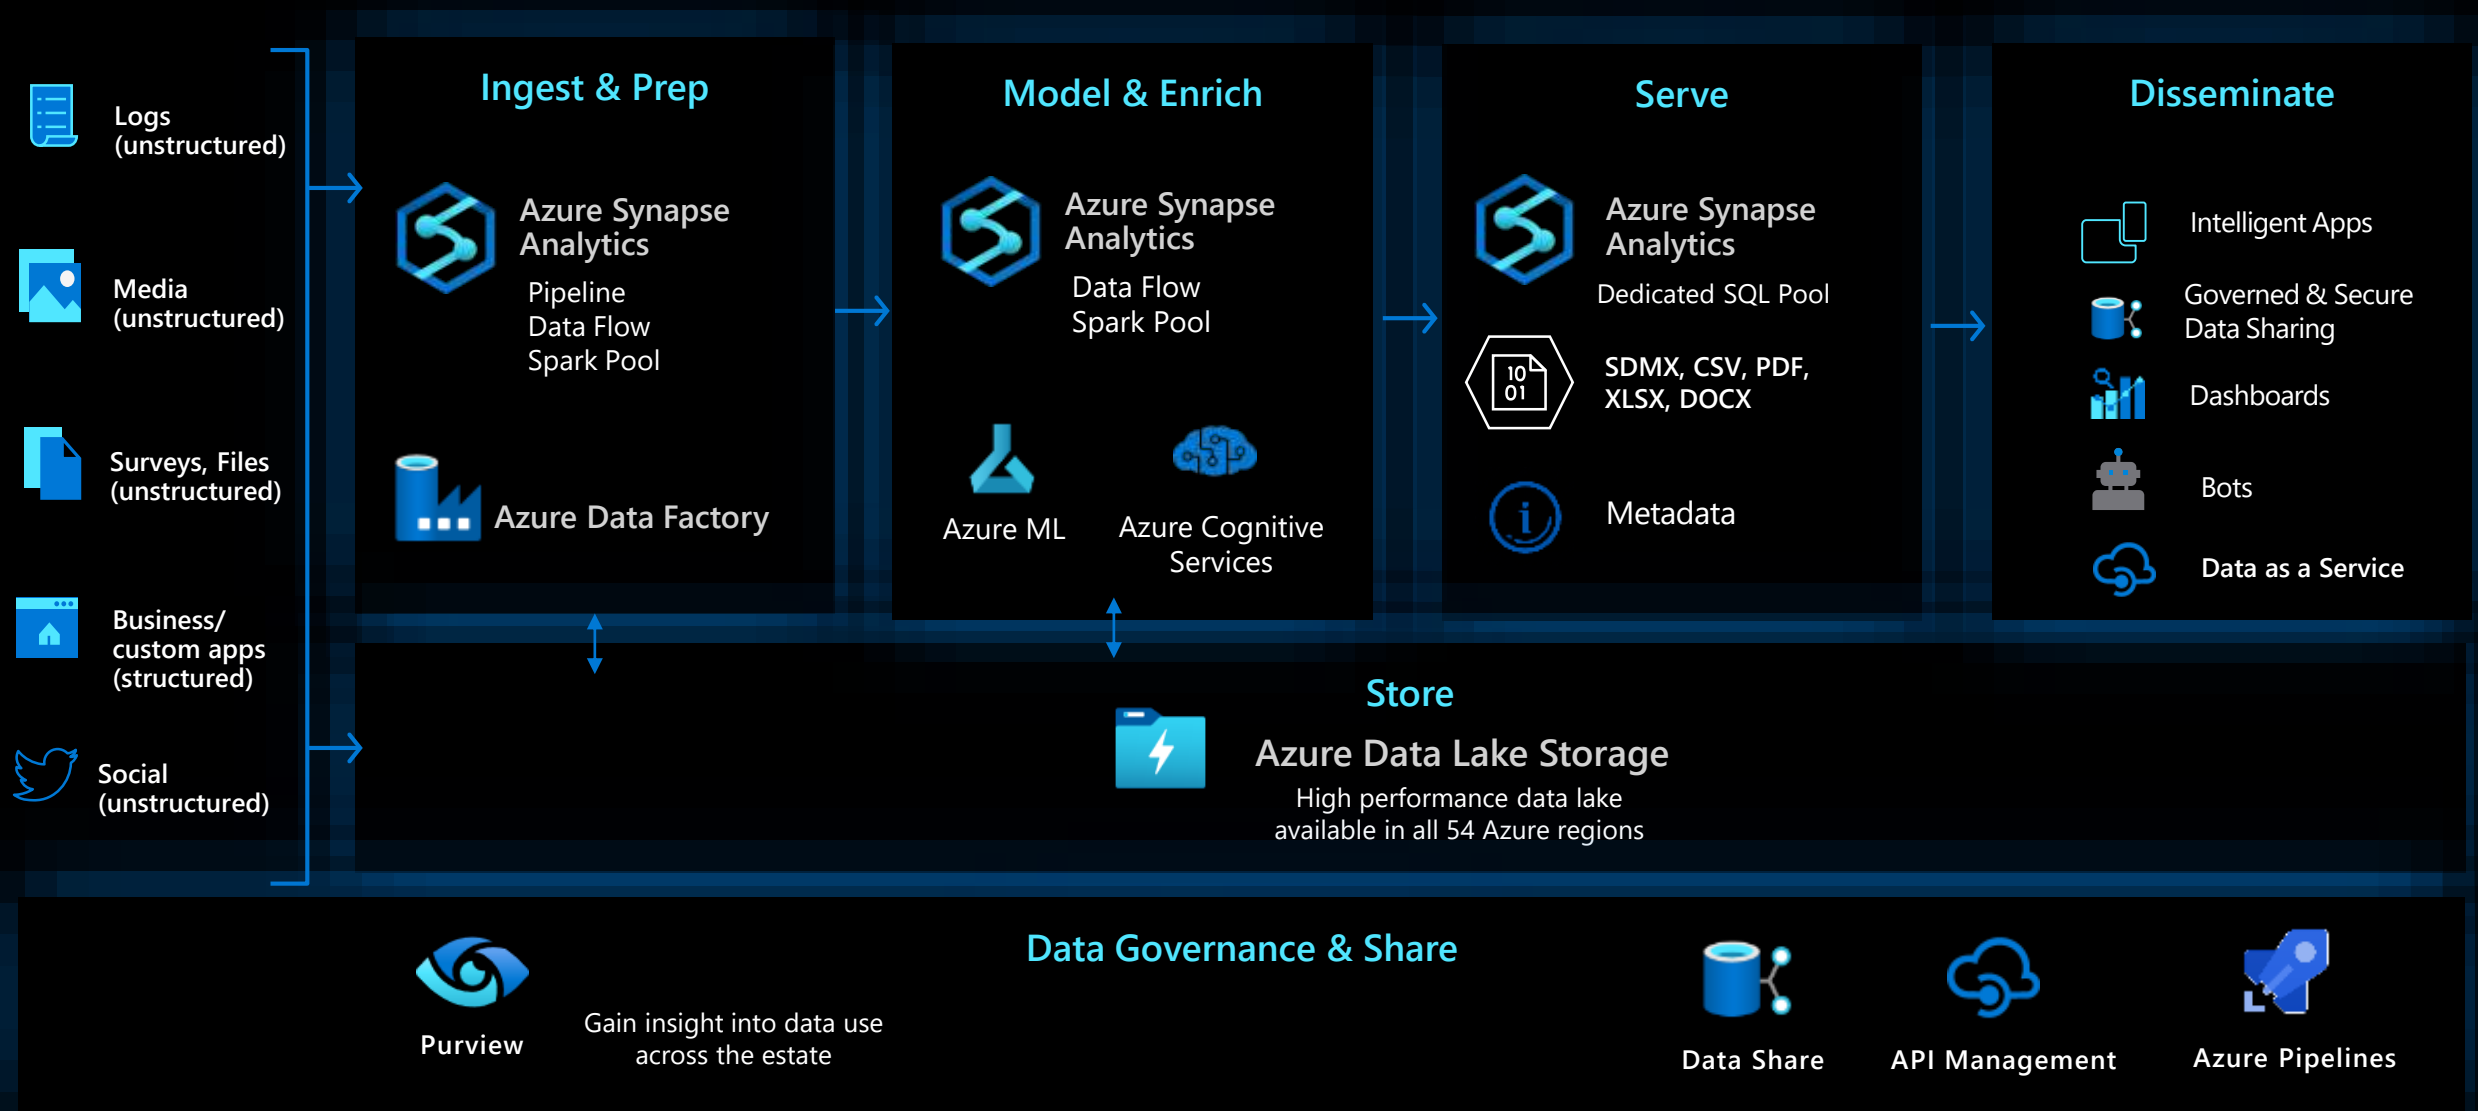 Logs
(unstructured)
Media
(unstructured)
Surveys, Files
(unstructured)
Business/
custom apps
(structured)
Social
(unstructured)
Ingest & Prep
Azure Synapse
Analytics
Pipeline
Data Flow
Spark Pool
Azure Data Factory
Model & Enrich
Azure Synapse
Analytics
Data Flow
Spark Pool
Azure ML
Azure Cognitive
Services
Serve
Azure Synapse
Analytics
Dedicated SQL Pool
10
01
SDMX, CSV, PDF,
XLSX, DOCX
i
Metadata
Disseminate
Intelligent Apps
Governed & Secure
Data Sharing
Dashboards
Bots
Data as a Service
Store
Azure Data Lake Storage
High performance data lake
available in all 54 Azure regions
Data Governance & Share
Purview
Gain insight into data use
across the estate
Data Share
API Management
Azure Pipelines